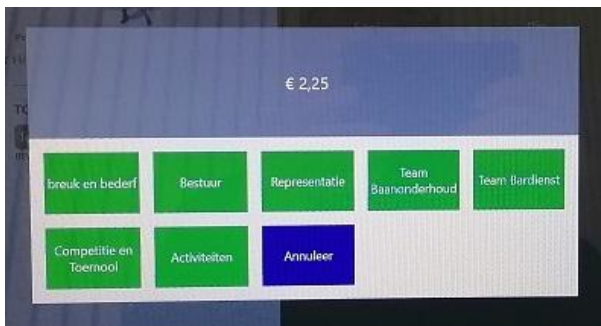 € 2,25
breuk en bederf
Bestuur
Representatie
Team
Baanonderhoud
Team Bardienst
Competitie en
Toernooi
Activiteiten
Annuleer